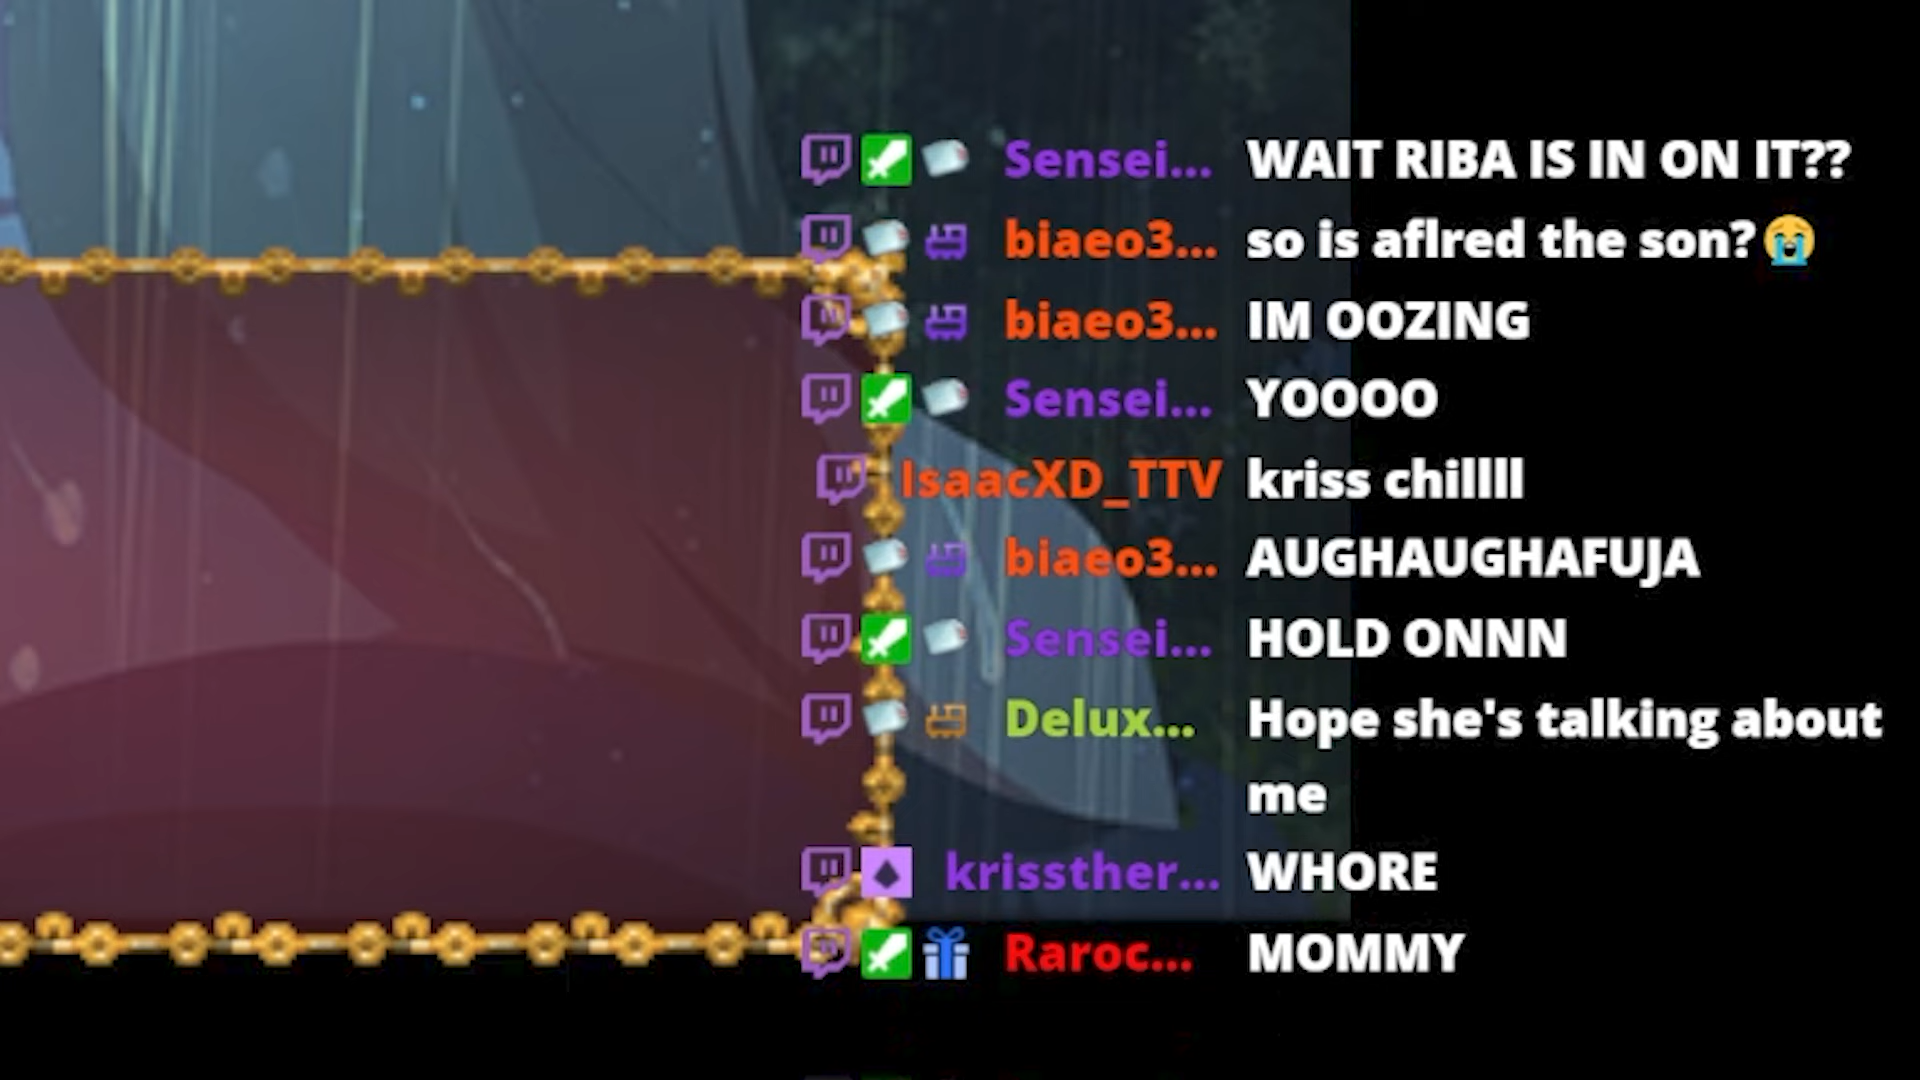 Sensei... WAIT RIBA IS IN ON IT??
biaeo3... so is aflred the son?😭
biaeo3... IM OOZING
Sensei... YOOOO
IsaacXD_TTV kriss chillll
biaeo3... AUGHAUGHAFUJA
Sensei... HOLD ONNN
Delux... Hope she's talking about
me
krissther... WHORE
Raroc... MOMMY